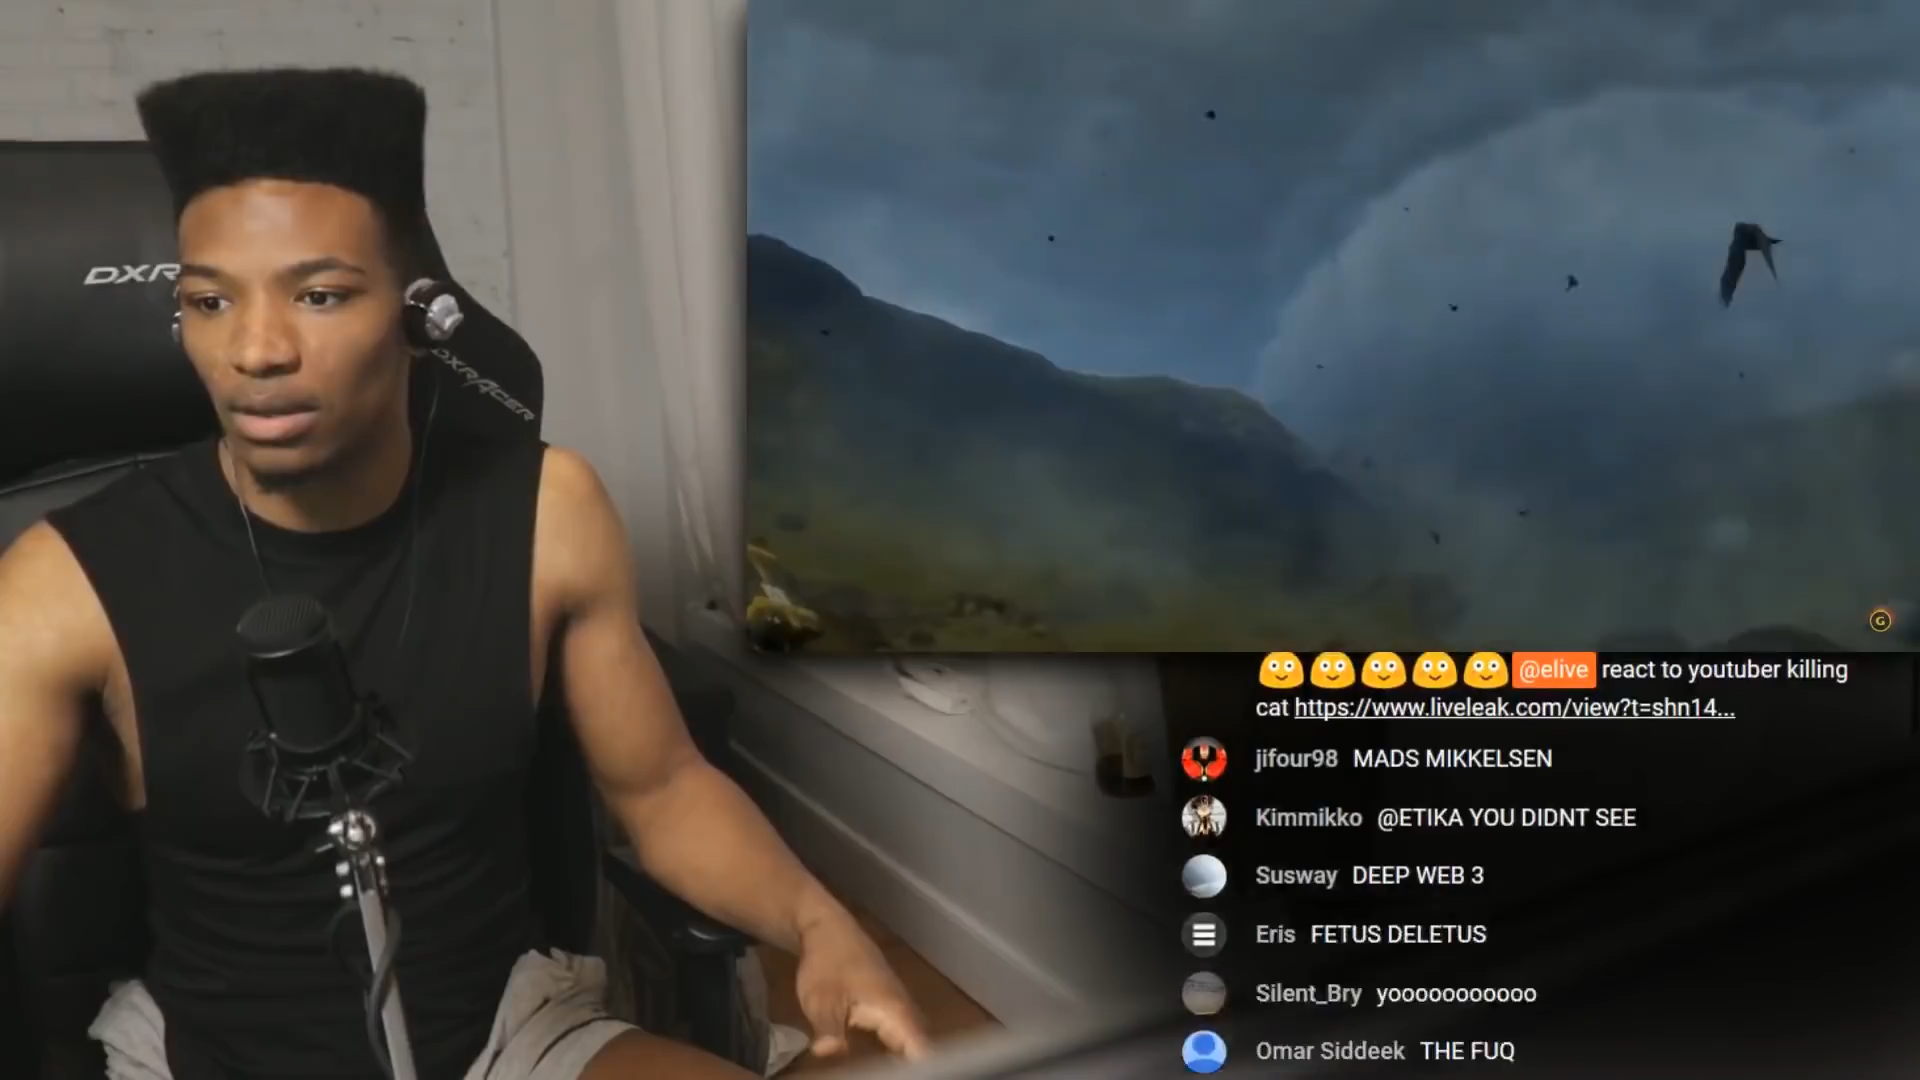 DXR
DXRACER
G
@elive react to youtuber killing
cat https://www.liveleak.com/view?t=shn14...
jifour98 MADS MIKKELSEN
Kimmikko @ETIKA YOU DIDNT SEE
Susway DEEP WEB 3
Eris FETUS DELETUS
Silent_Bry yooooooooooo
Omar Siddeek THE FUQ